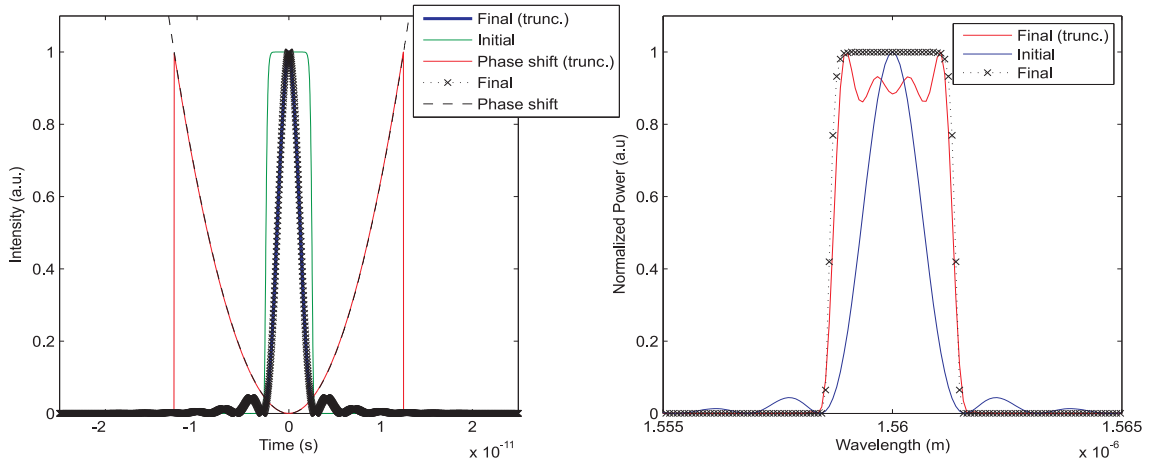 Final (trunc.)
Initial
Phase shift (trunc.)
Final
Phase shift
1
0.8
0.6
0.4
0.2
0
Intensity (a.u.)
-2 -1 0 1 2
Time (s)
x 10⁻¹¹
Final (trunc.)
Initial
Final
1
0.8
0.6
0.4
0.2
0
Normalized Power (a.u)
1.555 1.56 1.565
Wavelength (m)
x 10⁻⁶